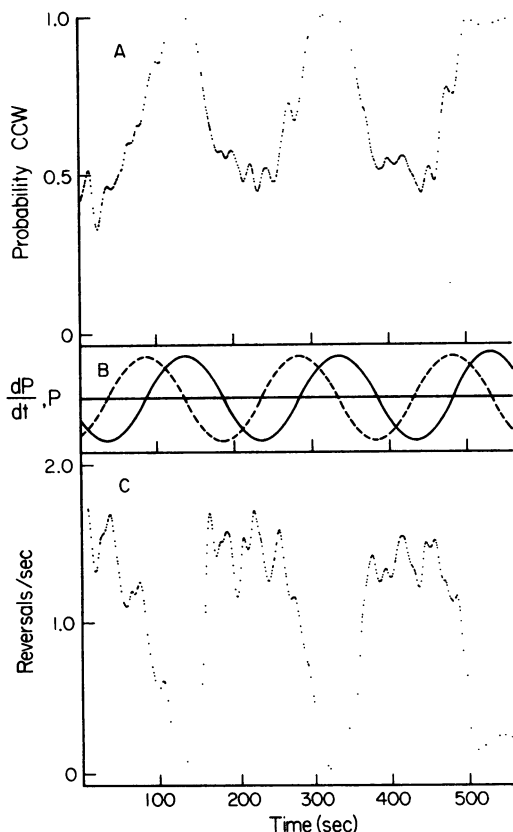 A
Probability CCW
1.0
0.5
0
B
dP/dt, P
C
Reversals/sec
2.0
1.0
0
100 200 300 400 500
Time (sec)